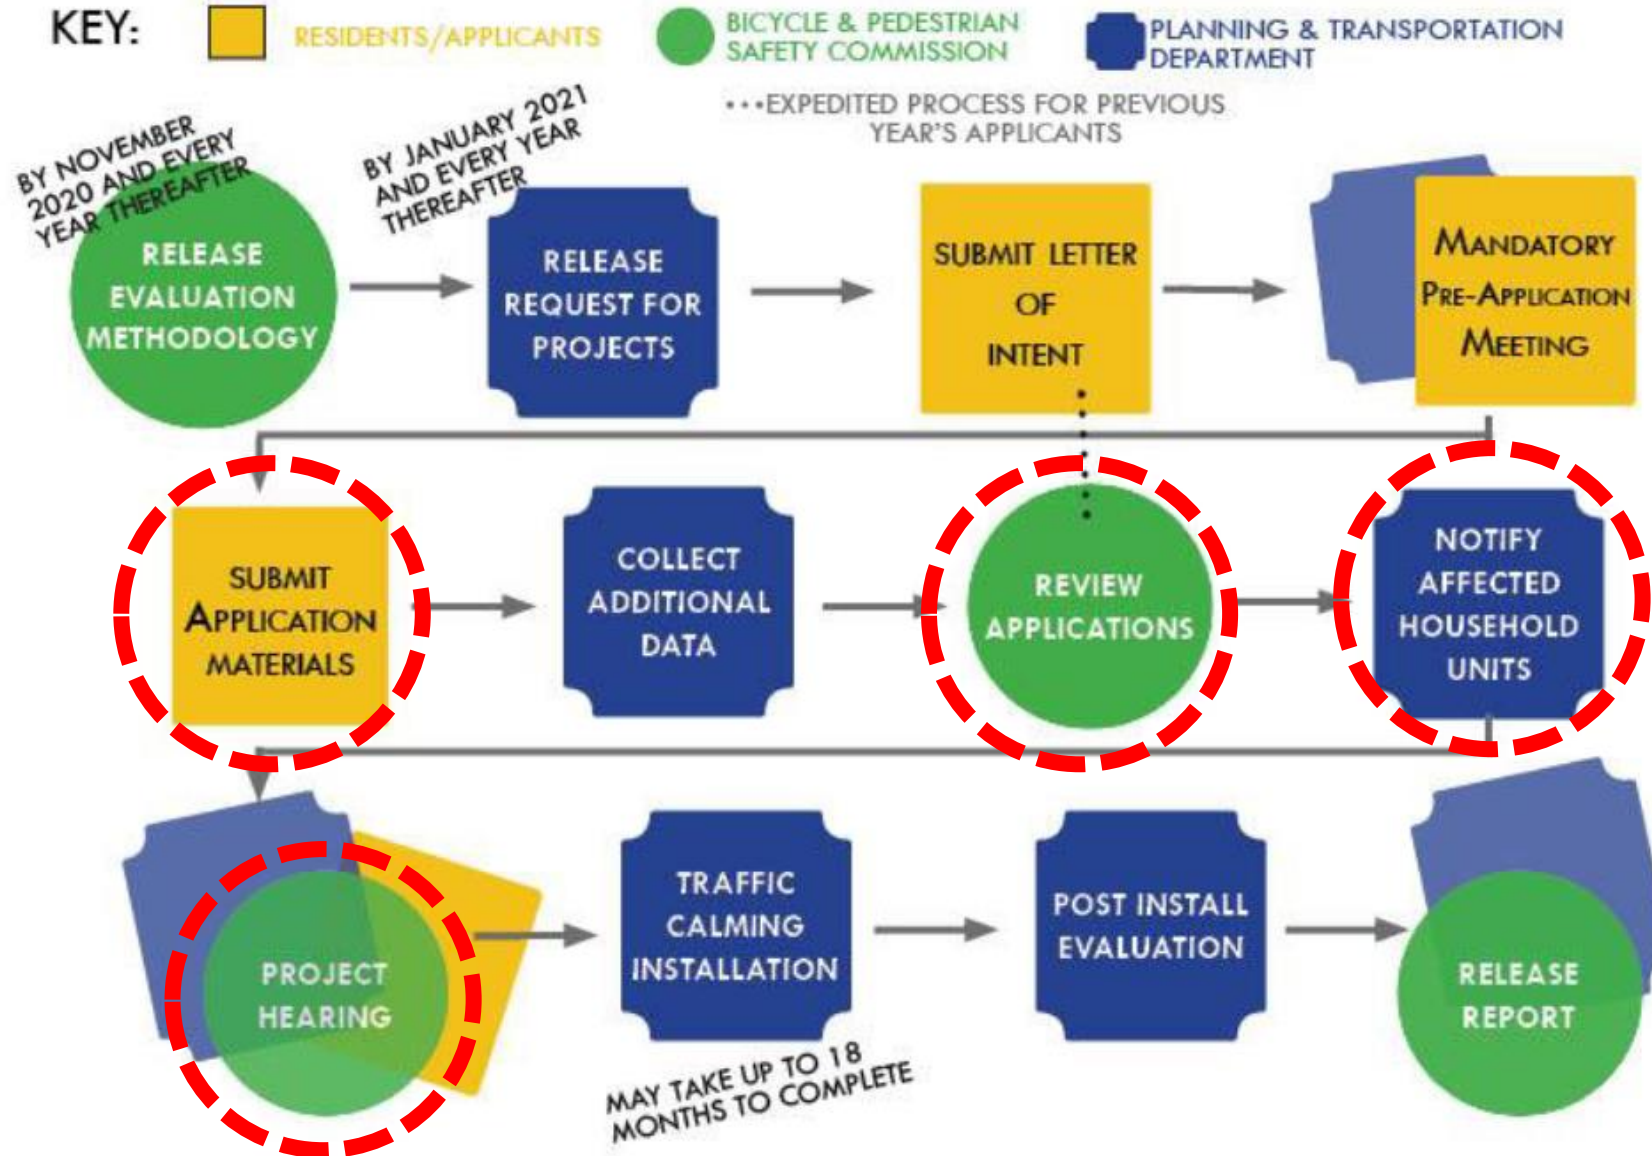 KEY:
RESIDENTS/APPLICANTS
BICYCLE & PEDESTRIAN
SAFETY COMMISSION
PLANNING & TRANSPORTATION
DEPARTMENT
•••EXPEDITED PROCESS FOR PREVIOUS
YEAR'S APPLICANTS
BY NOVEMBER
2020 AND EVERY
YEAR THEREAFTER
RELEASE
EVALUATION
METHODOLOGY
BY JANUARY 2021
AND EVERY YEAR
THEREAFTER
RELEASE
REQUEST FOR
PROJECTS
SUBMIT LETTER
OF
INTENT
MANDATORY
PRE-APPLICATION
MEETING
SUBMIT
APPLICATION
MATERIALS
COLLECT
ADDITIONAL
DATA
REVIEW
APPLICATIONS
NOTIFY
AFFECTED
HOUSEHOLD
UNITS
PROJECT
HEARING
TRAFFIC
CALMING
INSTALLATION
MAY TAKE UP TO 18
MONTHS TO COMPLETE
POST INSTALL
EVALUATION
RELEASE
REPORT